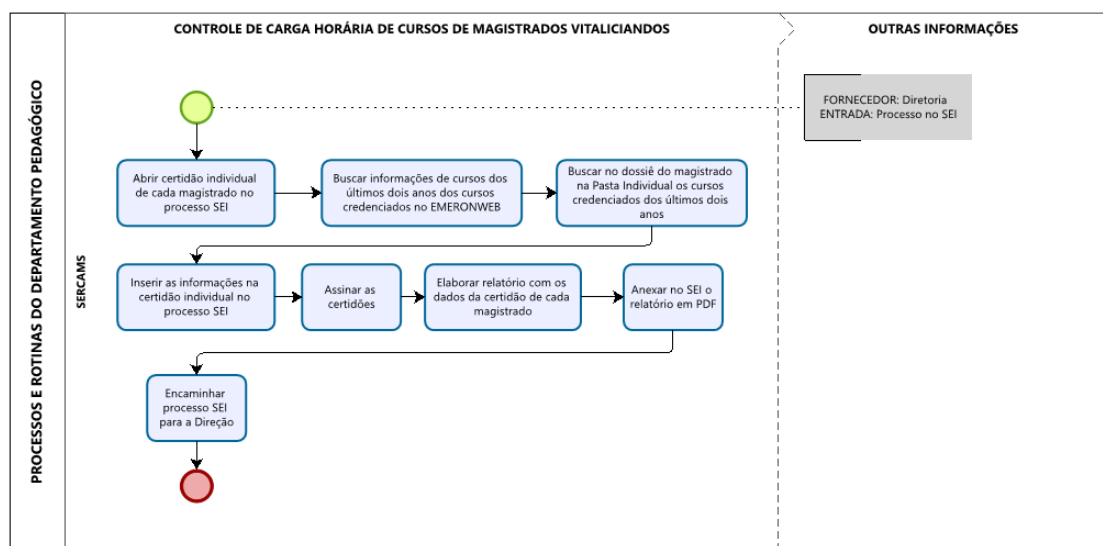 PROCESSOS E ROTINAS DO DEPARTAMENTO PEDAGÓGICO
SERCAMS
CONTROLE DE CARGA HORÁRIA DE CURSOS DE MAGISTRADOS VITALICIANDOS
OUTRAS INFORMAÇÕES
FORNECEDOR: Diretoria
ENTRADA: Processo no SEI
Abrir certidão individual
de cada magistrado no
processo SEI
Buscar informações de cursos dos
últimos dois anos dos cursos
credenciados no EMERONWEB
Buscar no dossiê do magistrado
na Pasta Individual os cursos
credenciados dos últimos dois
anos
Inserir as informações na
certidão individual no
processo SEI
Assinar as
certidões
Elaborar relatório com os
dados da certidão de cada
magistrado
Anexar no SEI o
relatório em PDF
Encaminhar
processo SEI
para a Direção